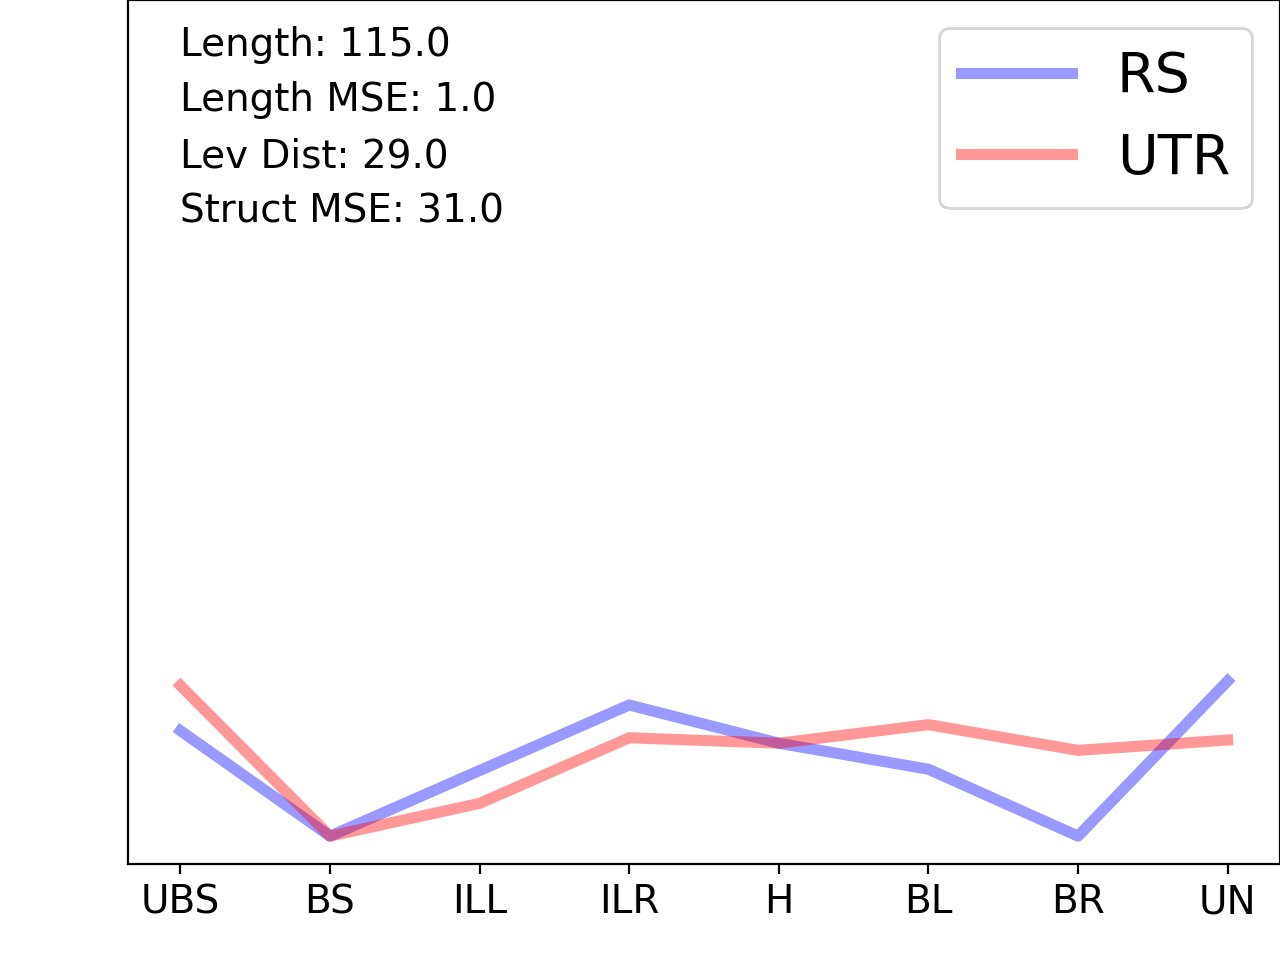 Length: 115.0
Length MSE: 1.0
Lev Dist: 29.0
Struct MSE: 31.0
RS
UTR
UBS BS ILL ILR H BL BR UN